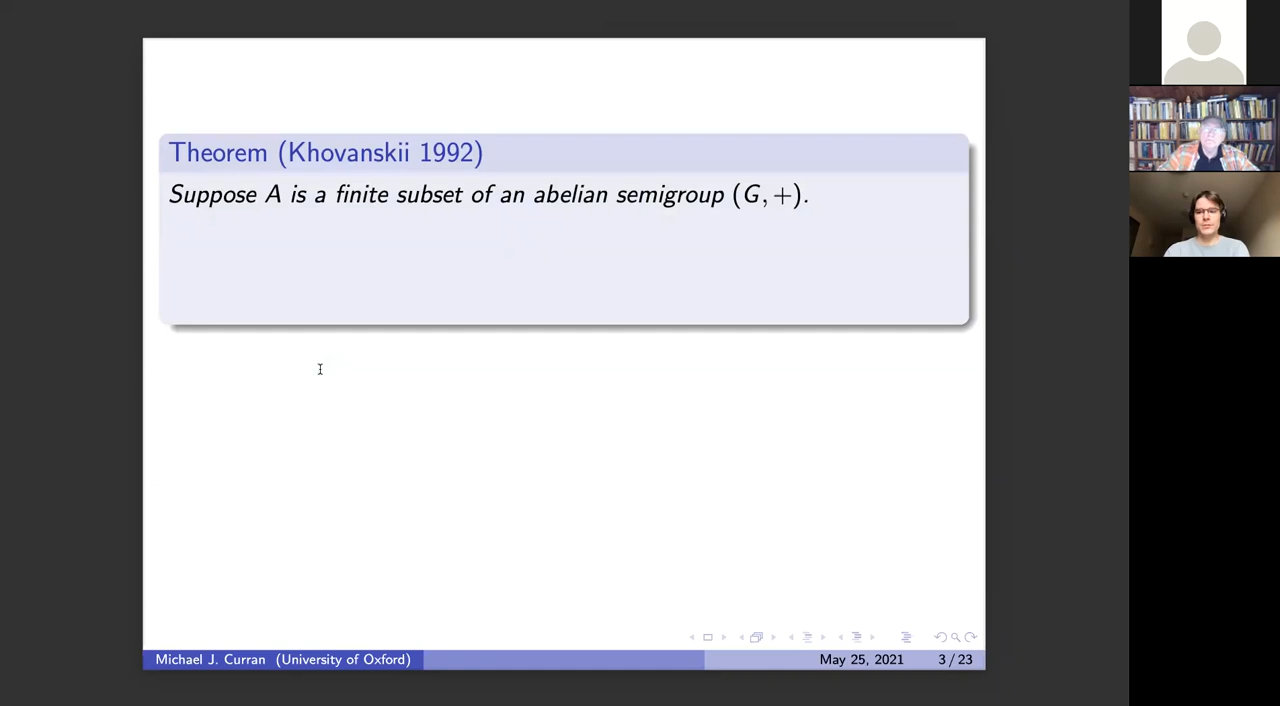 Theorem (Khovanskii 1992)
Suppose A is a finite subset of an abelian semigroup (G, +).
Michael J. Curran (University of Oxford)
May 25, 2021
3 / 23